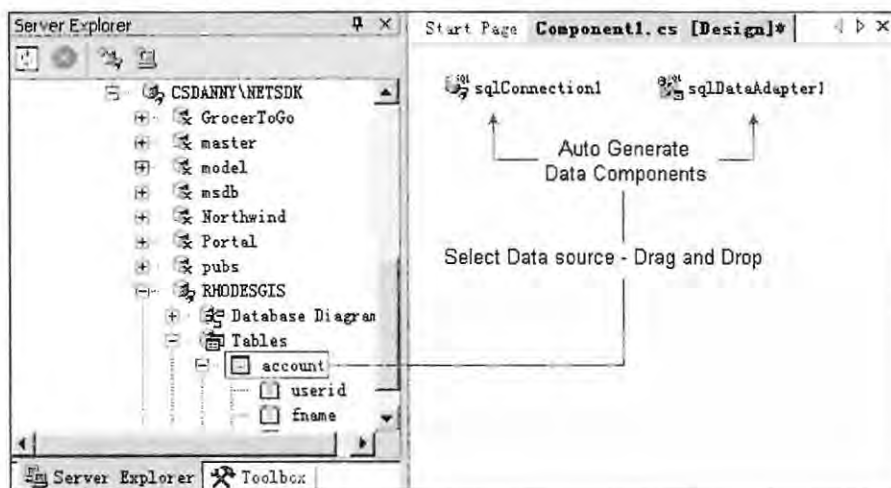 Server Explorer
Start Page Component1.cs [Design]*
CSDANNY\NETSDK
GrocerToGo
master
model
msdb
Northwind
Portal
pubs
RHODESGIS
Database Diagram
Tables
account
userid
fname
Server Explorer
Toolbox
sqlConnection1
sqlDataAdapter1
Auto Generate
Data Components
Select Data source - Drag and Drop